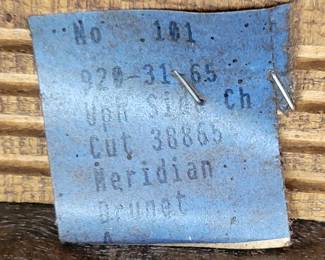 No 101
920-31-65
Uph Side Ch
Cut 38865
Meridian
Brunet
A